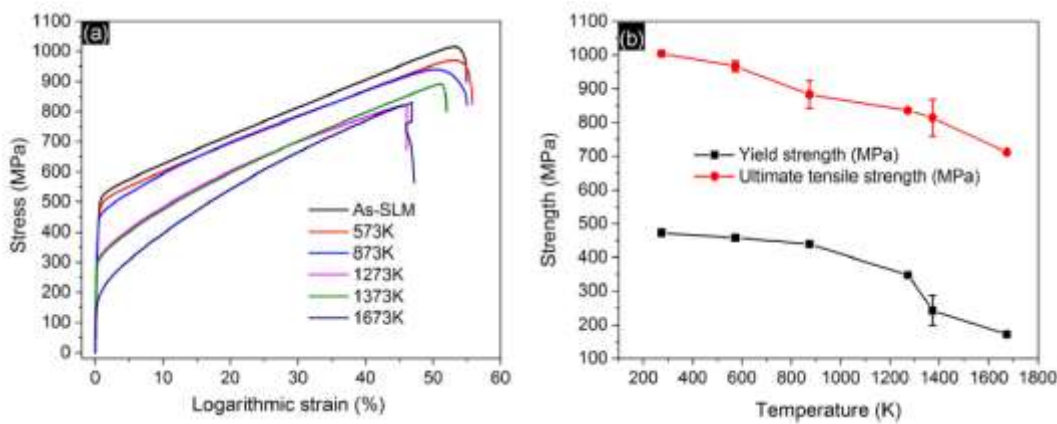 (a)
1100
1000
900
800
700
600
500
400
300
200
100
0
Stress (MPa)
As-SLM
573K
873K
1273K
1373K
1673K
0 10 20 30 40 50 60
Logarithmic strain (%)
(b)
1100
1000
900
800
700
600
500
400
300
200
100
Strength (MPa)
Yield strength (MPa)
Ultimate tensile strength (MPa)
200 400 600 800 1000 1200 1400 1600 1800
Temperature (K)